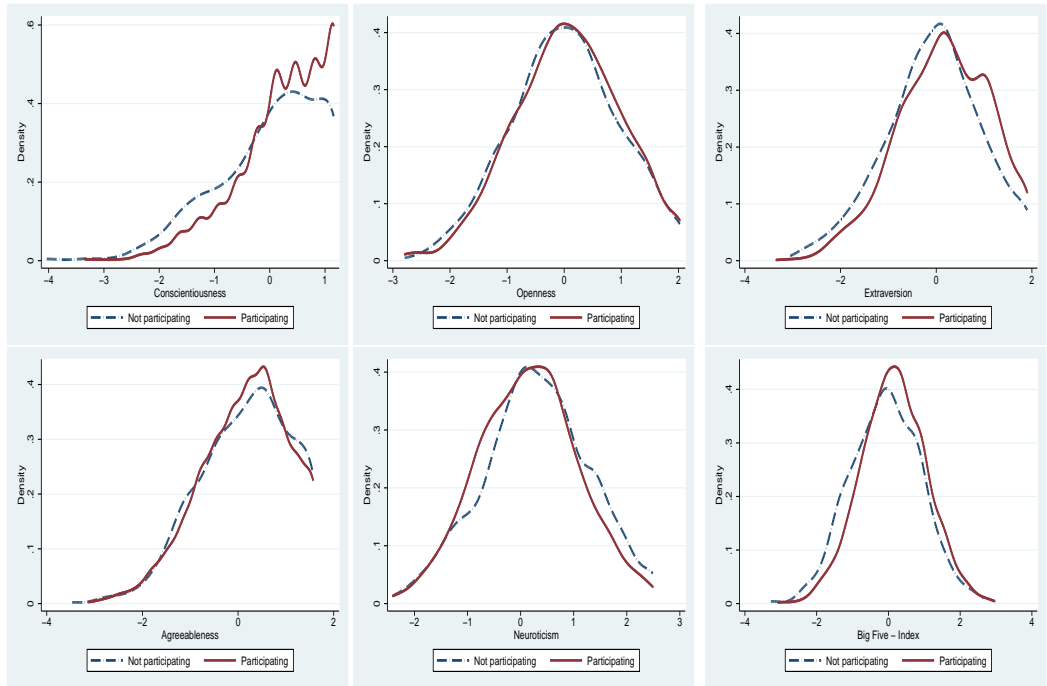 Density
0 .2 .4 .6
−4 −3 −2 −1 0 1
Conscientiousness
Not participating Participating
Density
0 .1 .2 .3 .4
−3 −2 −1 0 1 2
Openness
Not participating Participating
Density
0 .1 .2 .3 .4
−4 −2 0 2
Extraversion
Not participating Participating
Density
0 .1 .2 .3 .4
−4 −2 0 2
Agreeableness
Not participating Participating
Density
0 .1 .2 .3 .4
−2 −1 0 1 2 3
Neuroticism
Not participating Participating
Density
0 .1 .2 .3 .4
−4 −2 0 2 4
Big Five − Index
Not participating Participating